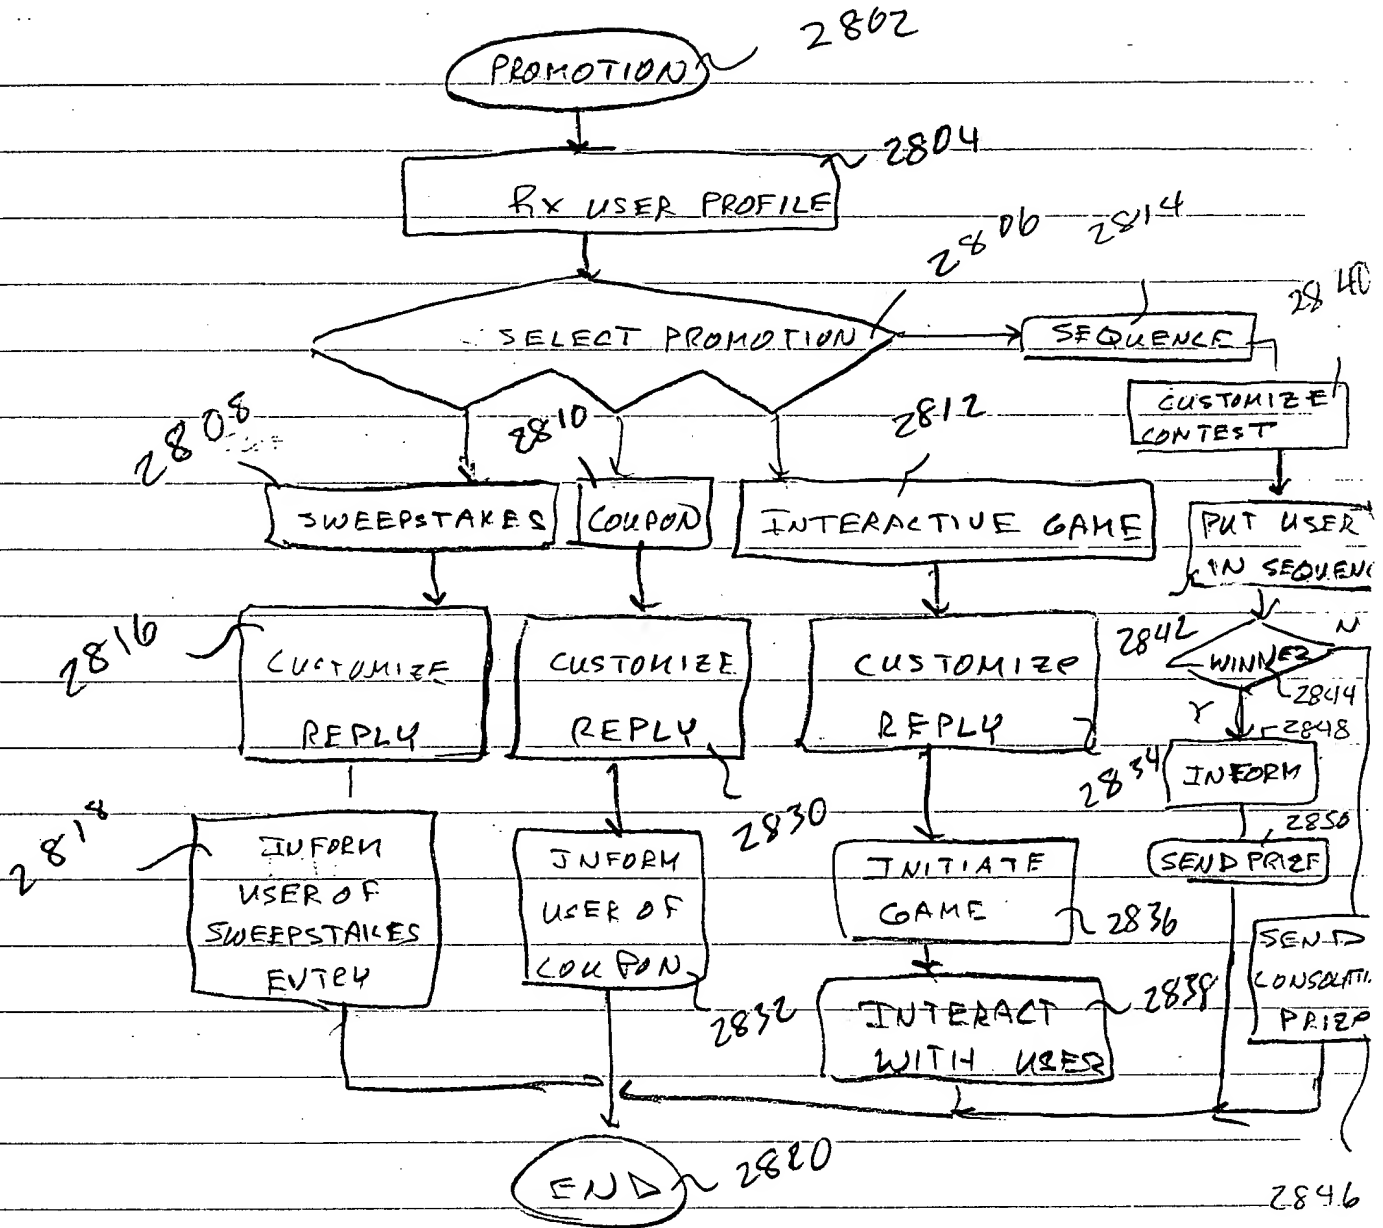 2802
PROMOTION
2804
Rx USER PROFILE
2806
2814
2840
SELECT PROMOTION
SEQUENCE
CUSTOMIZE
CONTEST
2808
2810
2812
SWEEPSTAKES
COUPON
INTERACTIVE GAME
PUT USER
IN SEQUENC
2816
CUSTOMIZE
REPLY
CUSTOMIZE
REPLY
CUSTOMIZE
REPLY
2842
N
WINNER
2844
Y
2848
2834
INFORM
2830
2850
SEND PRIZE
2818
INFORM
USER OF
SWEEPSTAKES
ENTRY
INFORM
USER OF
COUPON
INITIATE
GAME
2836
SEND
CONSOLATI
PRIZE
2832
INTERACT
WITH USER
2838
END
2820
2846